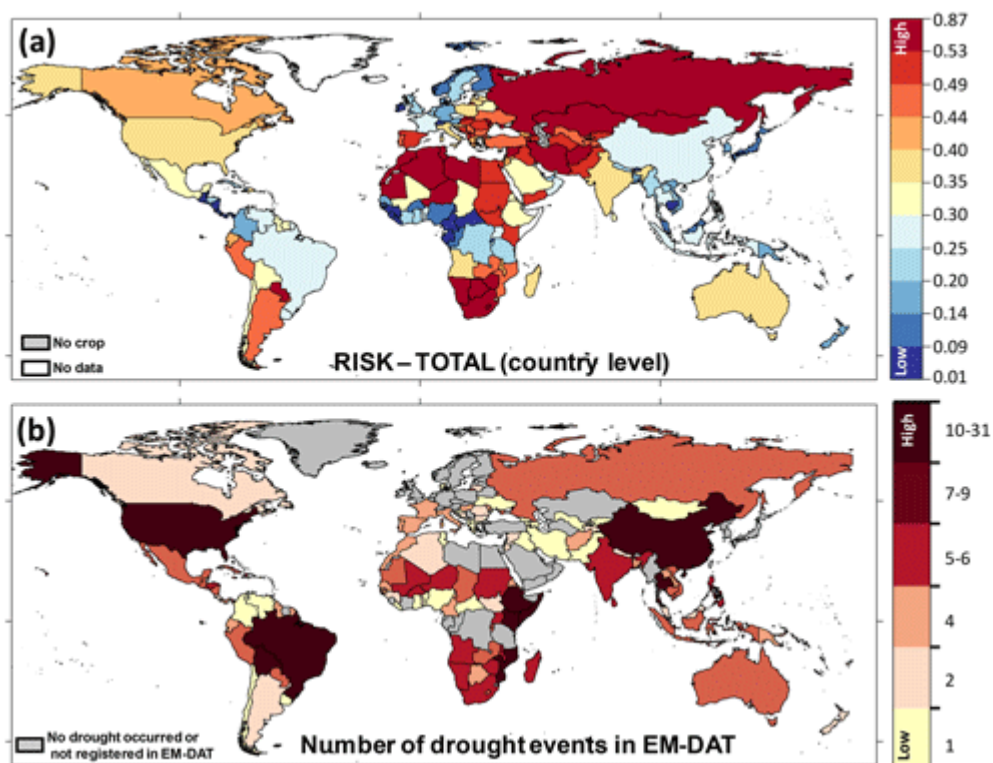 (a)
High
0.87
0.53
0.49
0.44
0.40
0.35
0.30
0.25
0.20
0.14
0.09
0.01
Low
No crop
No data
RISK – TOTAL (country level)
(b)
High
10-31
7-9
5-6
4
2
1
Low
No drought occurred or
not registered in EM-DAT
Number of drought events in EM-DAT